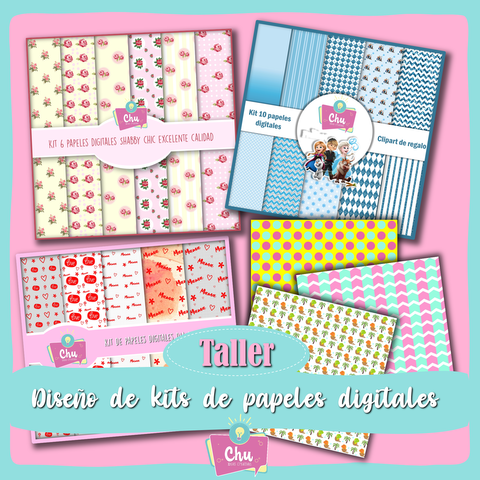 Chu
KIT 6 PAPELES DIGITALES SHABBY CHIC EXCELENTE CALIDAD
Kit 10 papeles
digitales
Chu
Clipart de regalo
Chu
KIT DE PAPELES DIGITALES
Taller
Diseño de kits de papeles digitales
Chu